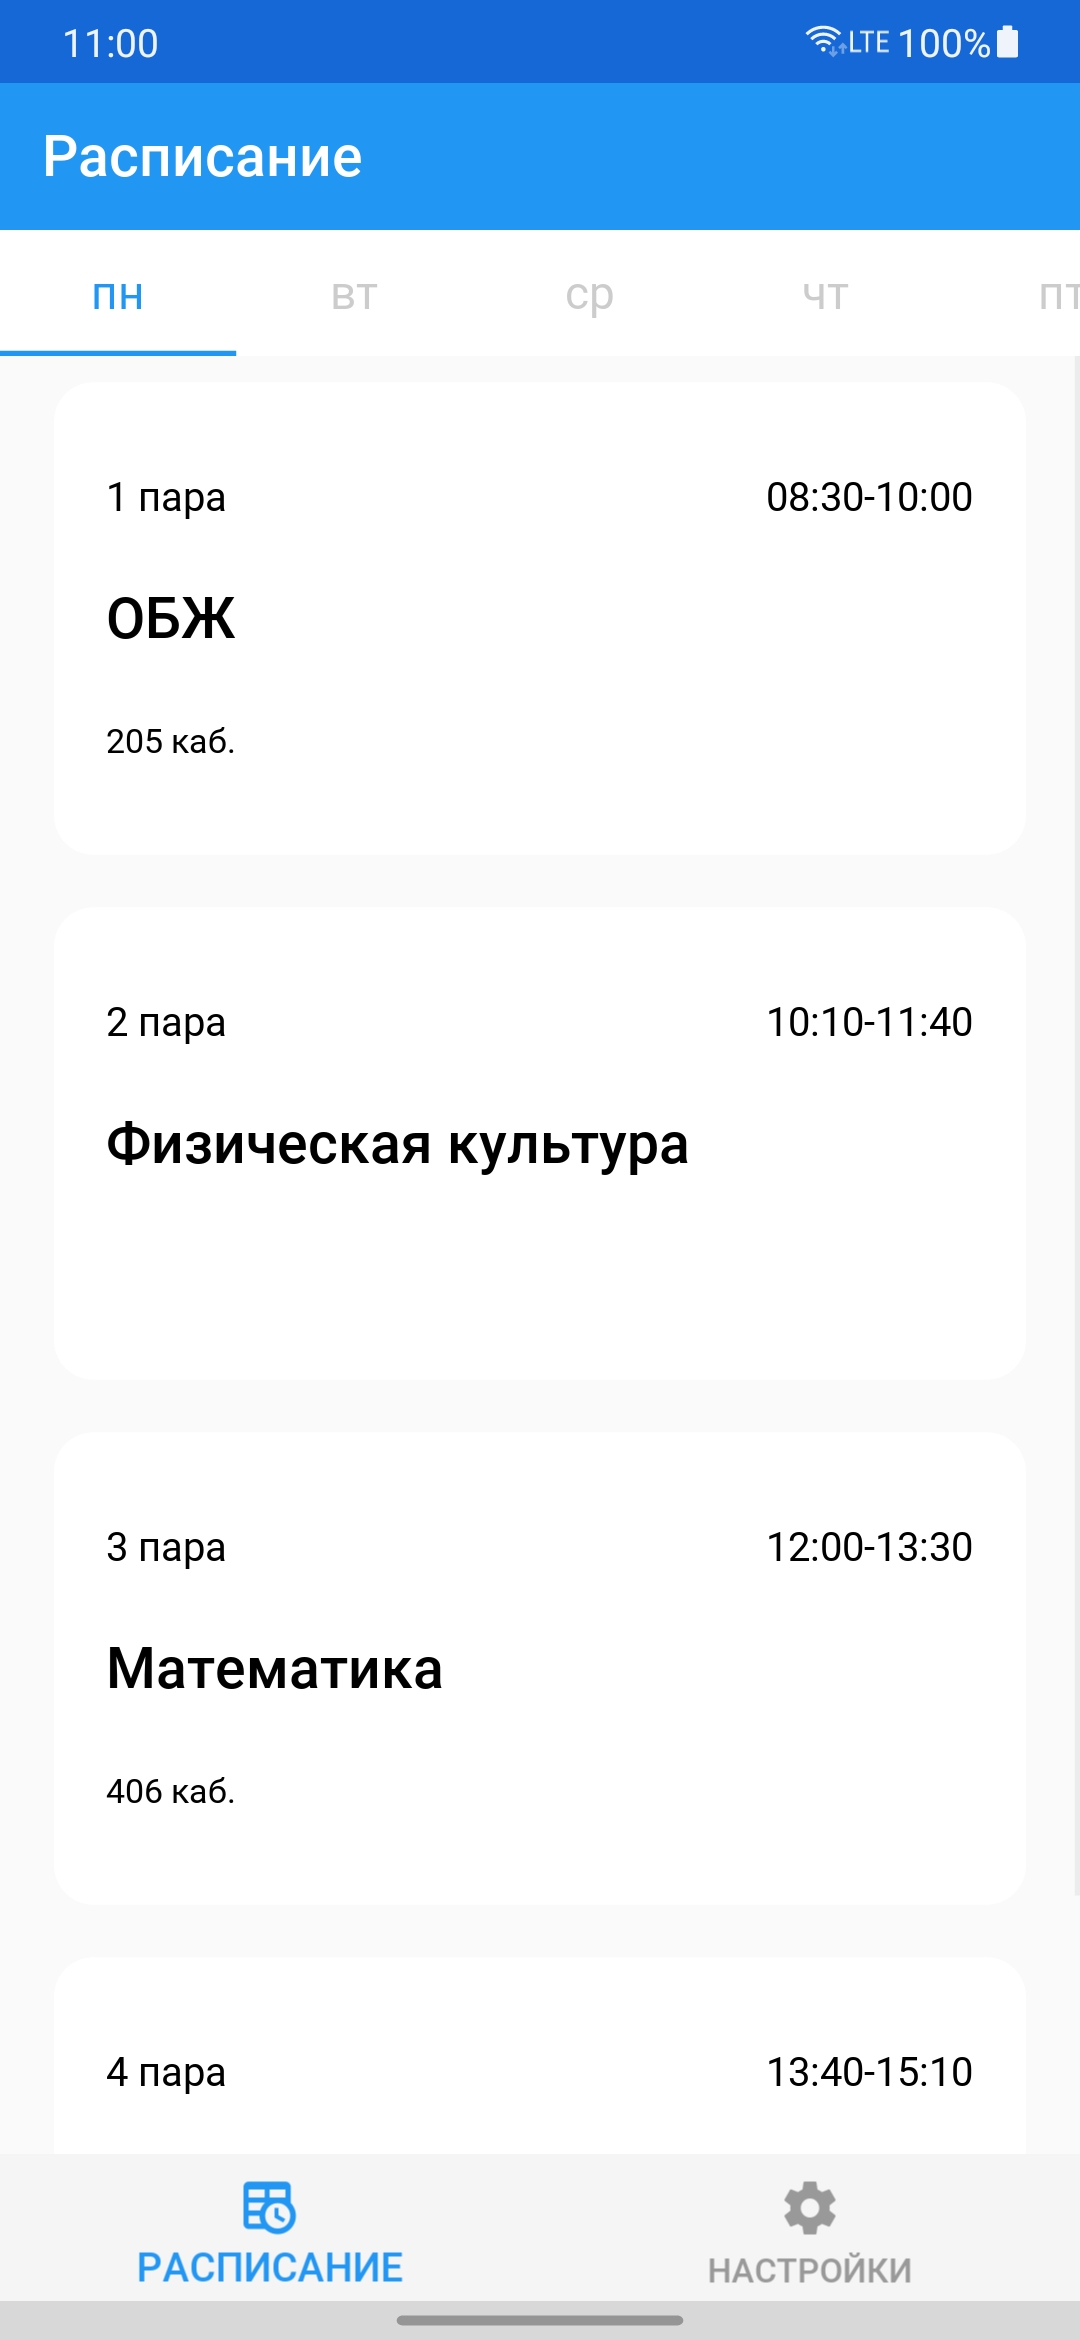 11:00 LTE 100%
Расписание
пн вт ср чт пт
1 пара 08:30-10:00
ОБЖ
205 каб.
2 пара 10:10-11:40
Физическая культура
3 пара 12:00-13:30
Математика
406 каб.
4 пара 13:40-15:10
РАСПИСАНИЕ НАСТРОЙКИ